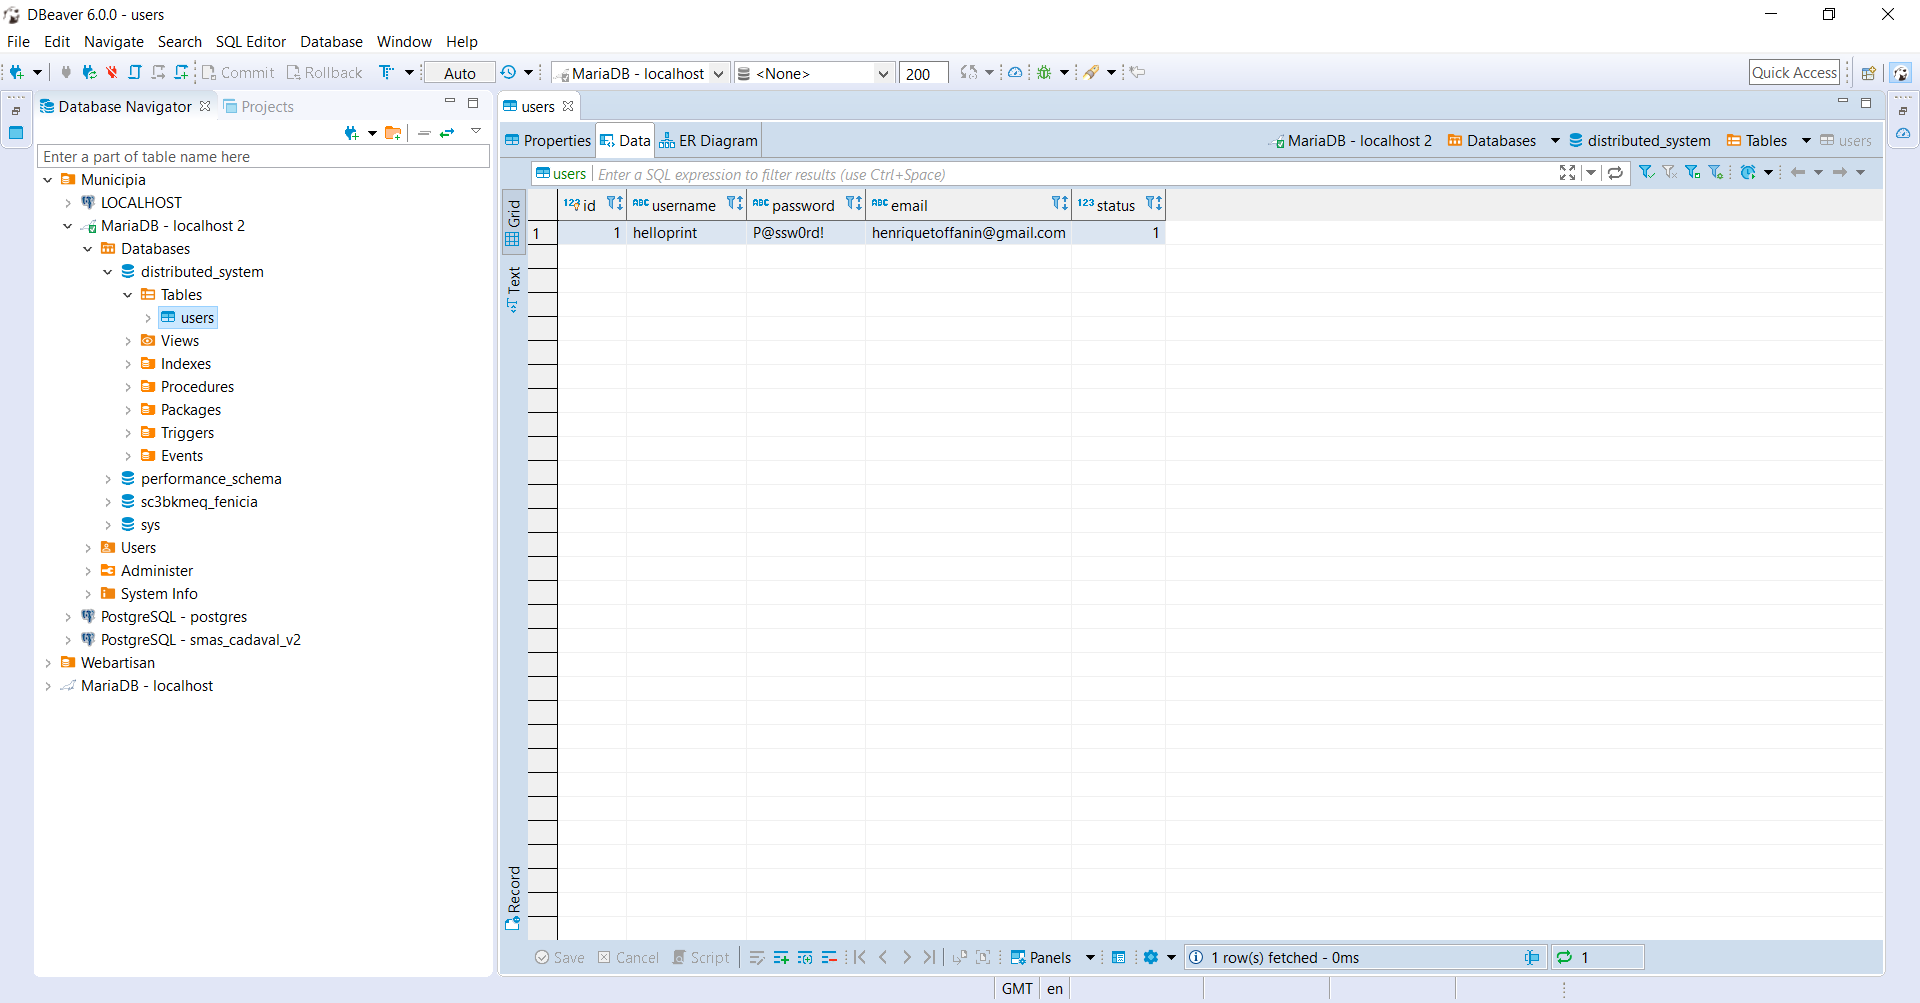 DBeaver 6.0.0 - users
File Edit Navigate Search SQL Editor Database Window Help
Commit Rollback Auto MariaDB - localhost <None> 200 Quick Access
Database Navigator Projects
Enter a part of table name here
Municipia
LOCALHOST
MariaDB - localhost 2
Databases
distributed_system
Tables
users
Views
Indexes
Procedures
Packages
Triggers
Events
performance_schema
sc3bkmeq_fenicia
sys
Users
Administer
System Info
PostgreSQL - postgres
PostgreSQL - smas_cadaval_v2
Webartisan
MariaDB - localhost
users
Properties Data ER Diagram MariaDB - localhost 2 Databases distributed_system Tables users
users Enter a SQL expression to filter results (use Ctrl+Space)
Grid
Text
Record
123 id ABC username ABC password ABC email 123 status
1 1 helloprint P@ssw0rd! henriquetoffanin@gmail.com 1
Save Cancel Script Panels 1 row(s) fetched - 0ms 1
GMT en